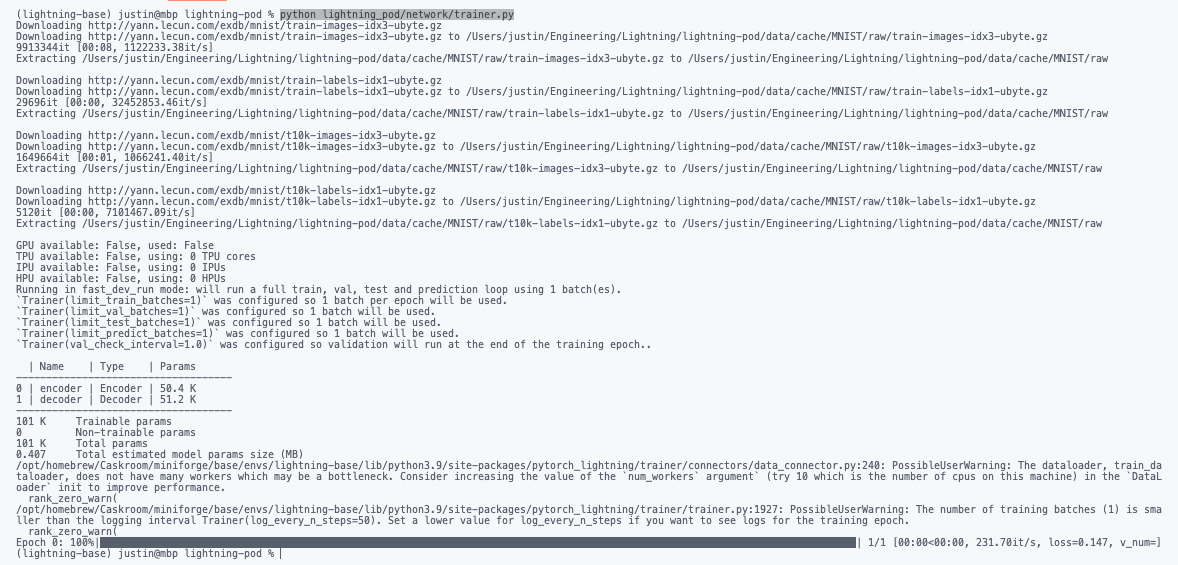 (lightning-base) justin@mbp lightning-pod % python lightning_pod/network/trainer.py
Downloading http://yann.lecun.com/exdb/mnist/train-images-idx3-ubyte.gz
Downloading http://yann.lecun.com/exdb/mnist/train-images-idx3-ubyte.gz to /Users/justin/Engineering/Lightning/lightning-pod/data/cache/MNIST/raw/train-images-idx3-ubyte.gz
9913344it [00:08, 1122233.38it/s]
Extracting /Users/justin/Engineering/Lightning/lightning-pod/data/cache/MNIST/raw/train-images-idx3-ubyte.gz to /Users/justin/Engineering/Lightning/lightning-pod/data/cache/MNIST/raw

Downloading http://yann.lecun.com/exdb/mnist/train-labels-idx1-ubyte.gz
Downloading http://yann.lecun.com/exdb/mnist/train-labels-idx1-ubyte.gz to /Users/justin/Engineering/Lightning/lightning-pod/data/cache/MNIST/raw/train-labels-idx1-ubyte.gz
29696it [00:00, 32452853.46it/s]
Extracting /Users/justin/Engineering/Lightning/lightning-pod/data/cache/MNIST/raw/train-labels-idx1-ubyte.gz to /Users/justin/Engineering/Lightning/lightning-pod/data/cache/MNIST/raw

Downloading http://yann.lecun.com/exdb/mnist/t10k-images-idx3-ubyte.gz
Downloading http://yann.lecun.com/exdb/mnist/t10k-images-idx3-ubyte.gz to /Users/justin/Engineering/Lightning/lightning-pod/data/cache/MNIST/raw/t10k-images-idx3-ubyte.gz
1649664it [00:01, 1066241.40it/s]
Extracting /Users/justin/Engineering/Lightning/lightning-pod/data/cache/MNIST/raw/t10k-images-idx3-ubyte.gz to /Users/justin/Engineering/Lightning/lightning-pod/data/cache/MNIST/raw

Downloading http://yann.lecun.com/exdb/mnist/t10k-labels-idx1-ubyte.gz
Downloading http://yann.lecun.com/exdb/mnist/t10k-labels-idx1-ubyte.gz to /Users/justin/Engineering/Lightning/lightning-pod/data/cache/MNIST/raw/t10k-labels-idx1-ubyte.gz
5120it [00:00, 7101467.09it/s]
Extracting /Users/justin/Engineering/Lightning/lightning-pod/data/cache/MNIST/raw/t10k-labels-idx1-ubyte.gz to /Users/justin/Engineering/Lightning/lightning-pod/data/cache/MNIST/raw

GPU available: False, used: False
TPU available: False, using: 0 TPU cores
IPU available: False, using: 0 IPUs
HPU available: False, using: 0 HPUs
Running in fast_dev_run mode: will run a full train, val, test and prediction loop using 1 batch(es).
`Trainer(limit_train_batches=1)` was configured so 1 batch per epoch will be used.
`Trainer(limit_val_batches=1)` was configured so 1 batch will be used.
`Trainer(limit_test_batches=1)` was configured so 1 batch will be used.
`Trainer(limit_predict_batches=1)` was configured so 1 batch will be used.
`Trainer(val_check_interval=1.0)` was configured so validation will run at the end of the training epoch..

  | Name    | Type    | Params
------------------------------------
0 | encoder | Encoder | 50.4 K
1 | decoder | Decoder | 51.2 K
------------------------------------
101 K     Trainable params
0         Non-trainable params
101 K     Total params
0.407     Total estimated model params size (MB)
/opt/homebrew/Caskroom/miniforge/base/envs/lightning-base/lib/python3.9/site-packages/pytorch_lightning/trainer/connectors/data_connector.py:240: PossibleUserWarning: The dataloader, train_da
taloader, does not have many workers which may be a bottleneck. Consider increasing the value of the `num_workers` argument` (try 10 which is the number of cpus on this machine) in the `DataL
oader` init to improve performance.
  rank_zero_warn(
/opt/homebrew/Caskroom/miniforge/base/envs/lightning-base/lib/python3.9/site-packages/pytorch_lightning/trainer/trainer.py:1927: PossibleUserWarning: The number of training batches (1) is sma
ller than the logging interval Trainer(log_every_n_steps=50). Set a lower value for log_every_n_steps if you want to see logs for the training epoch.
  rank_zero_warn(
Epoch 0: 100%| | 1/1 [00:00<00:00, 231.70it/s, loss=0.147, v_num=]
(lightning-base) justin@mbp lightning-pod %